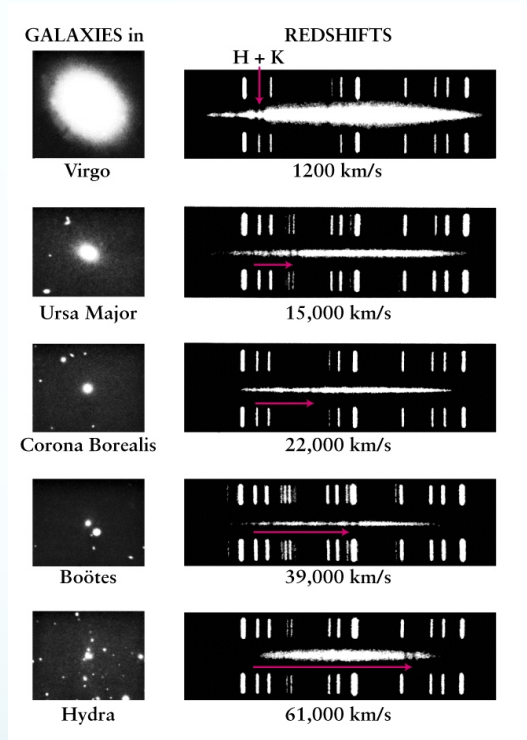 GALAXIES in
REDSHIFTS
H + K
Virgo
1200 km/s
Ursa Major
15,000 km/s
Corona Borealis
22,000 km/s
Boötes
39,000 km/s
Hydra
61,000 km/s